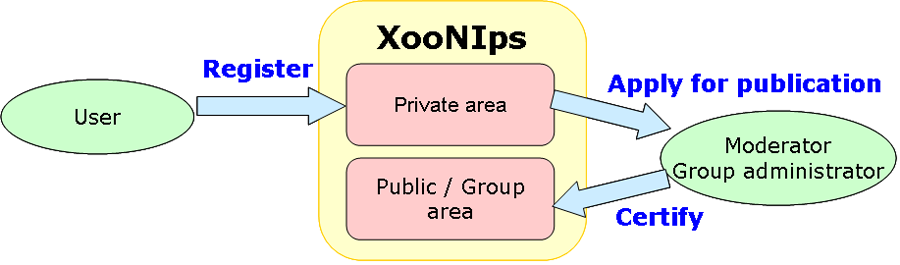 XooNIps
Register
Private area
Apply for publication
User
Moderator
Group administrator
Public / Group
area
Certify